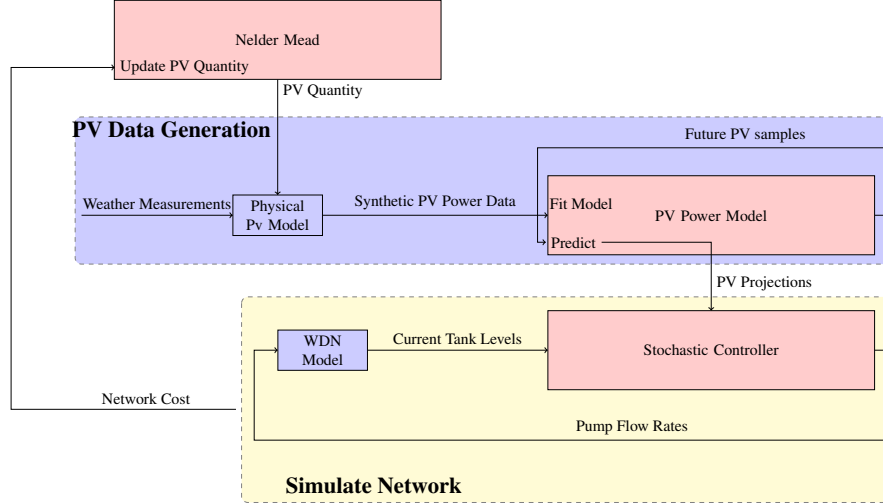 Nelder Mead
Update PV Quantity
PV Quantity
PV Data Generation
Future PV samples
Weather Measurements
Physical
Pv Model
Synthetic PV Power Data
Fit Model
PV Power Model
Predict
PV Projections
WDN
Model
Current Tank Levels
Stochastic Controller
Network Cost
Pump Flow Rates
Simulate Network